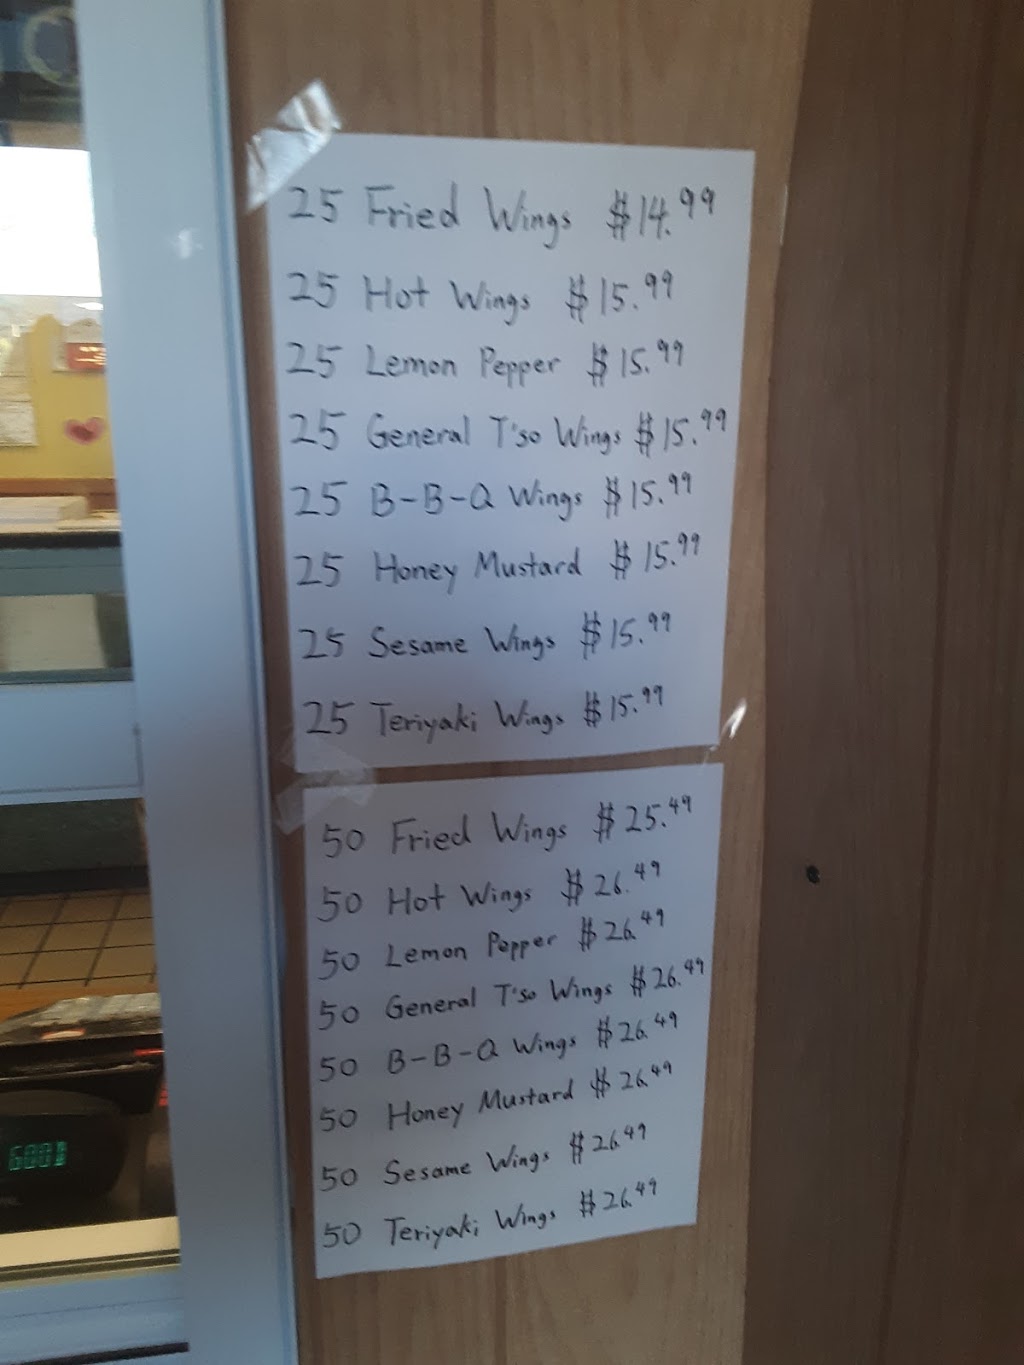 25 Fried Wings $14.99
25 Hot Wings $15.99
25 Lemon Pepper $15.99
25 General T'so Wings $15.99
25 B-B-Q Wings $15.99
25 Honey Mustard $15.99
25 Sesame Wings $15.99
25 Teriyaki Wings $15.99
50 Fried Wings $25.49
50 Hot Wings $26.49
50 Lemon Pepper $26.49
50 General T'so Wings $26.49
50 B-B-Q Wings $26.49
50 Honey Mustard $26.49
50 Sesame Wings $26.49
50 Teriyaki Wings $26.49